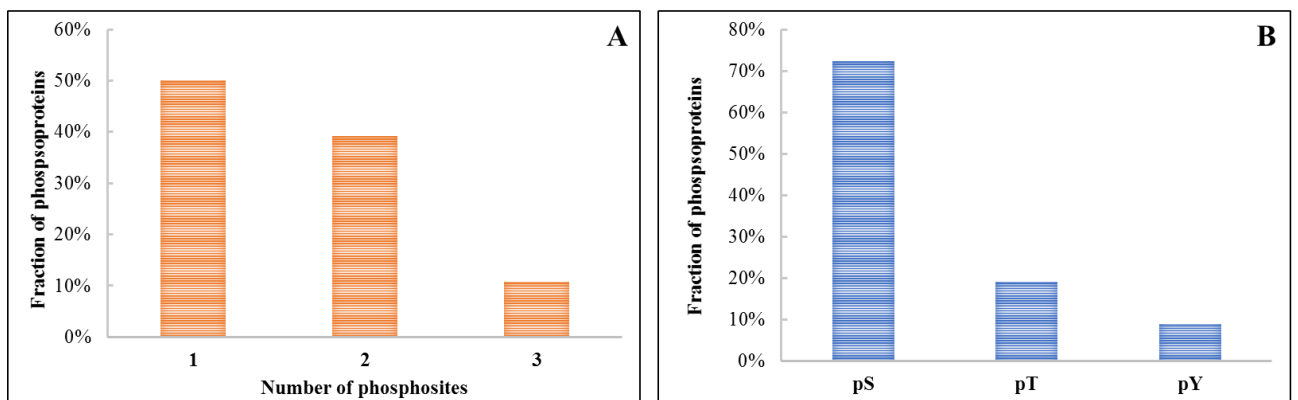 A
60%
50%
40%
30%
20%
10%
0%
Fraction of phospsoproteins
1 2 3
Number of phosphosites
B
80%
70%
60%
50%
40%
30%
20%
10%
0%
Fraction of phospsoproteins
pS pT pY